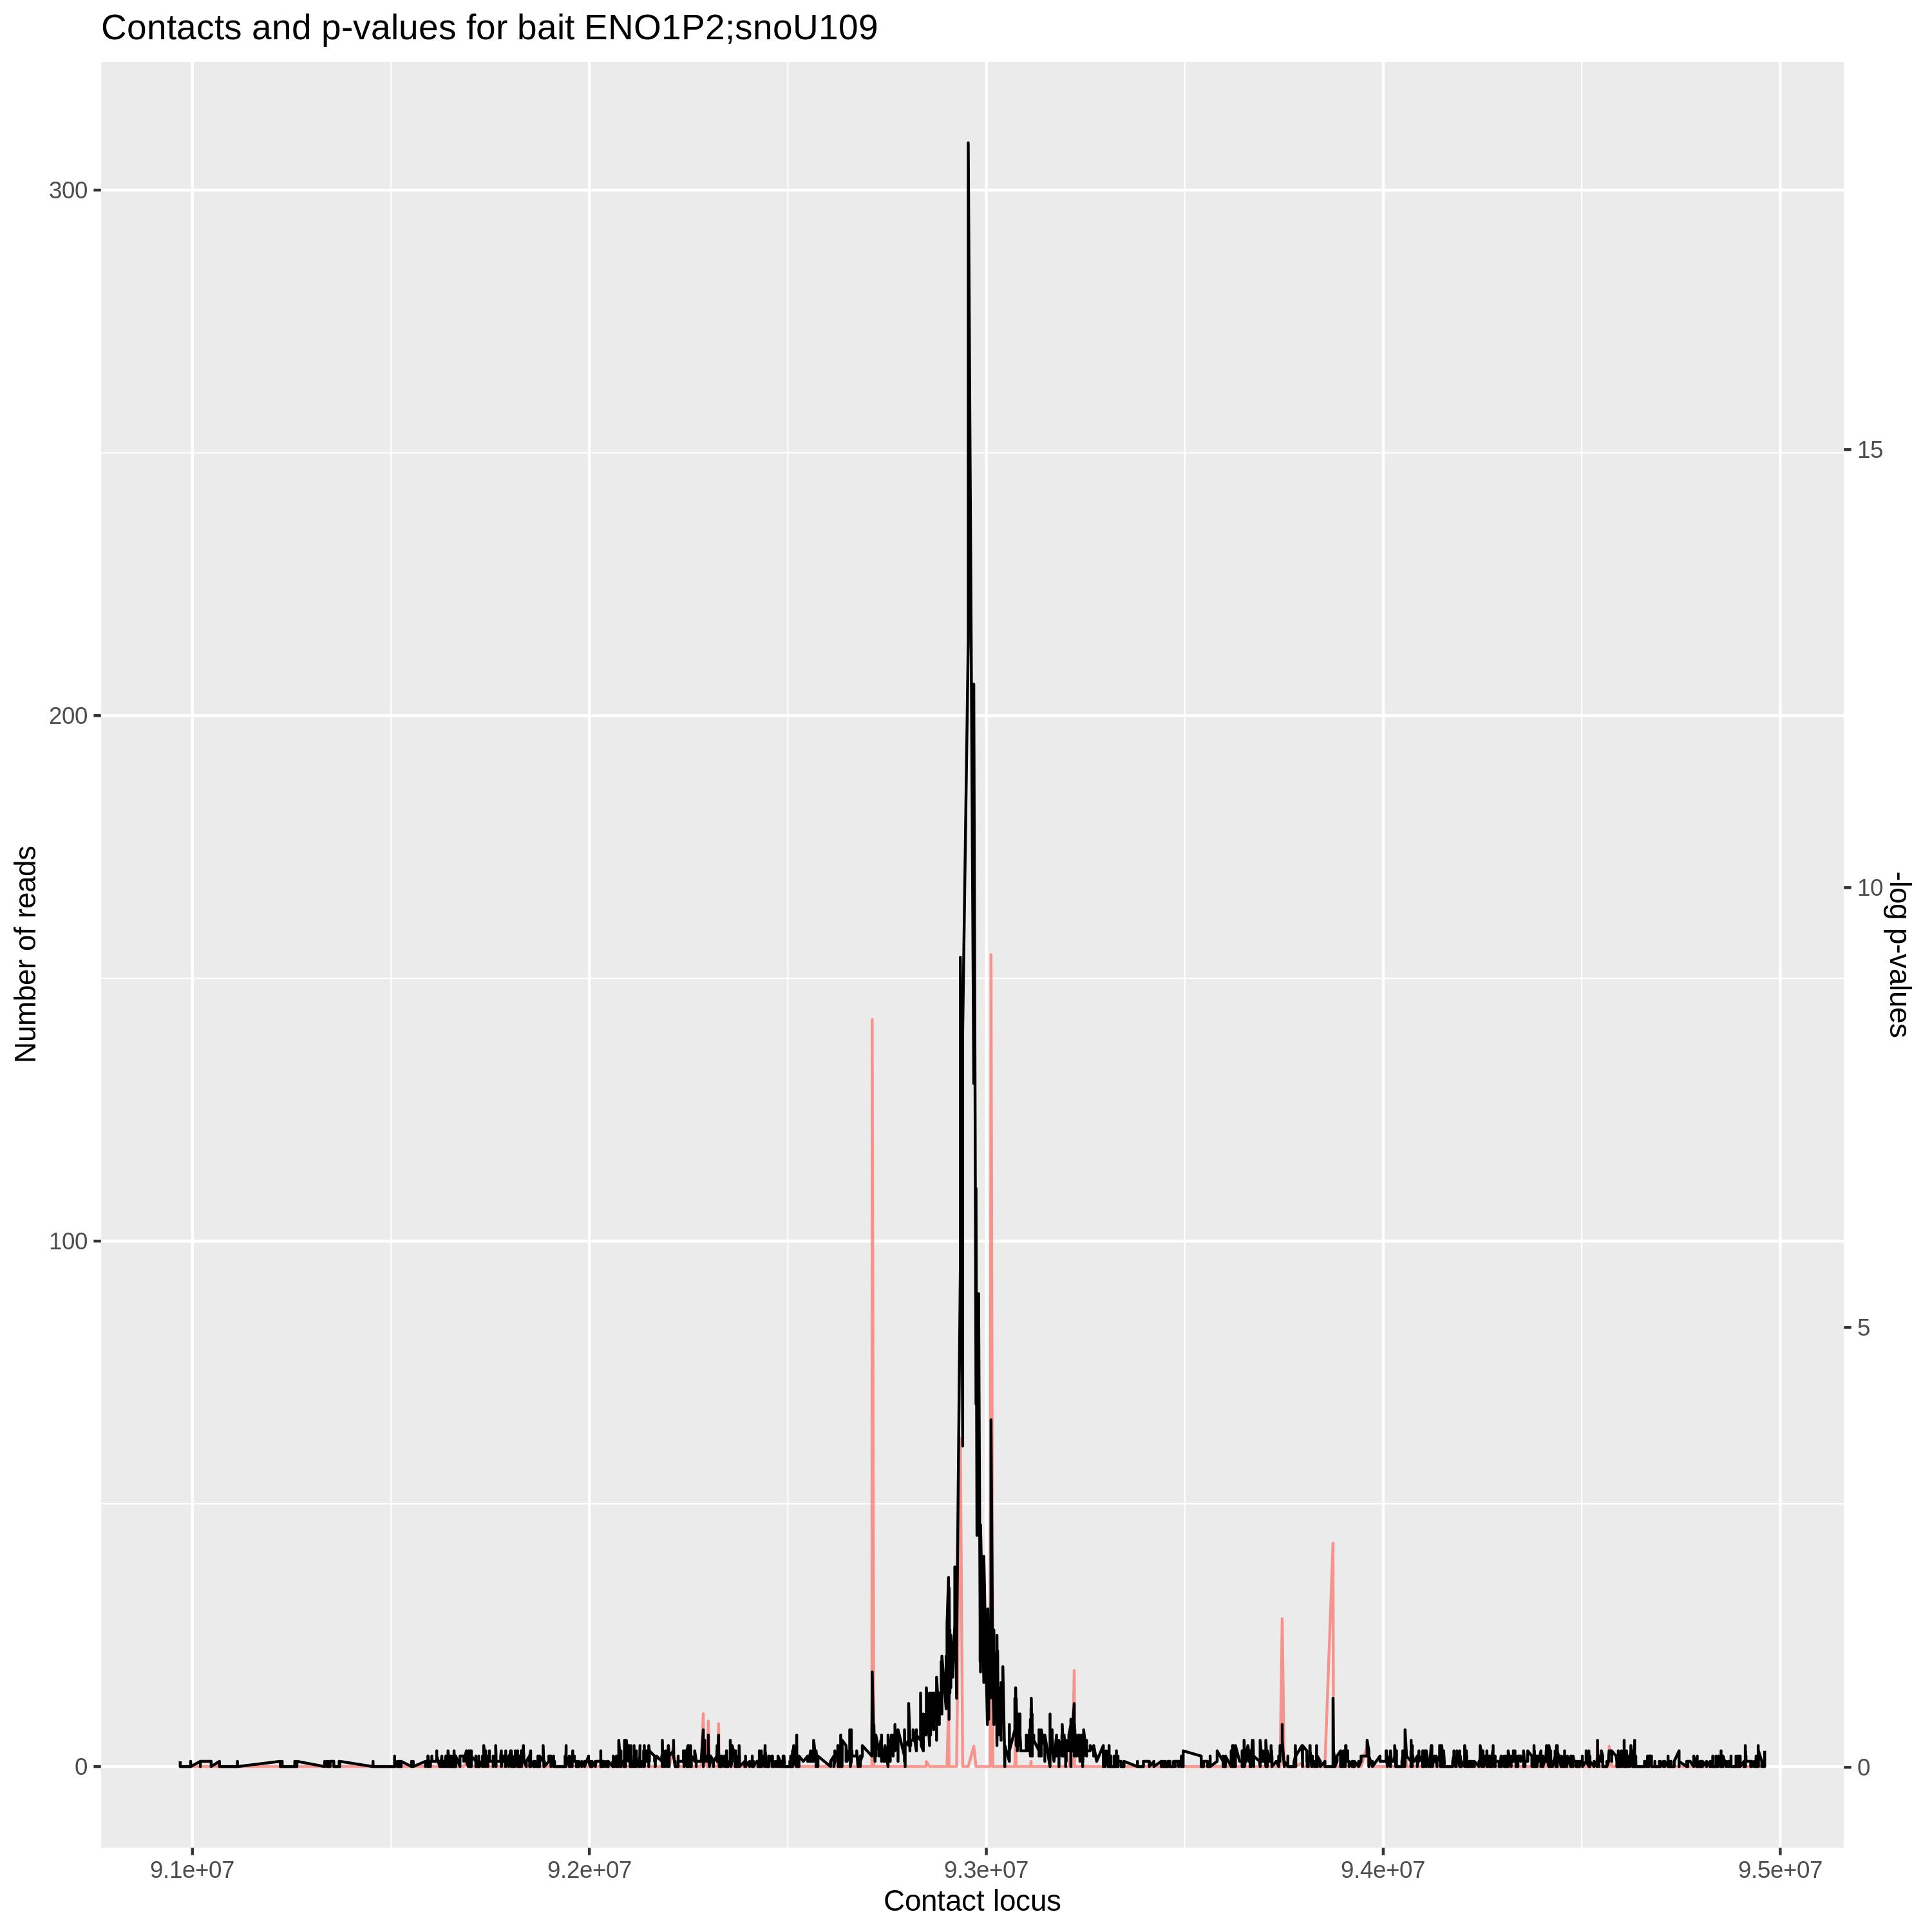 Contacts and p-values for bait ENO1P2;snoU109
300
200
100
0
Number of reads
15
10
5
0
-log p-values
9.1e+07 9.2e+07 9.3e+07 9.4e+07 9.5e+07
Contact locus